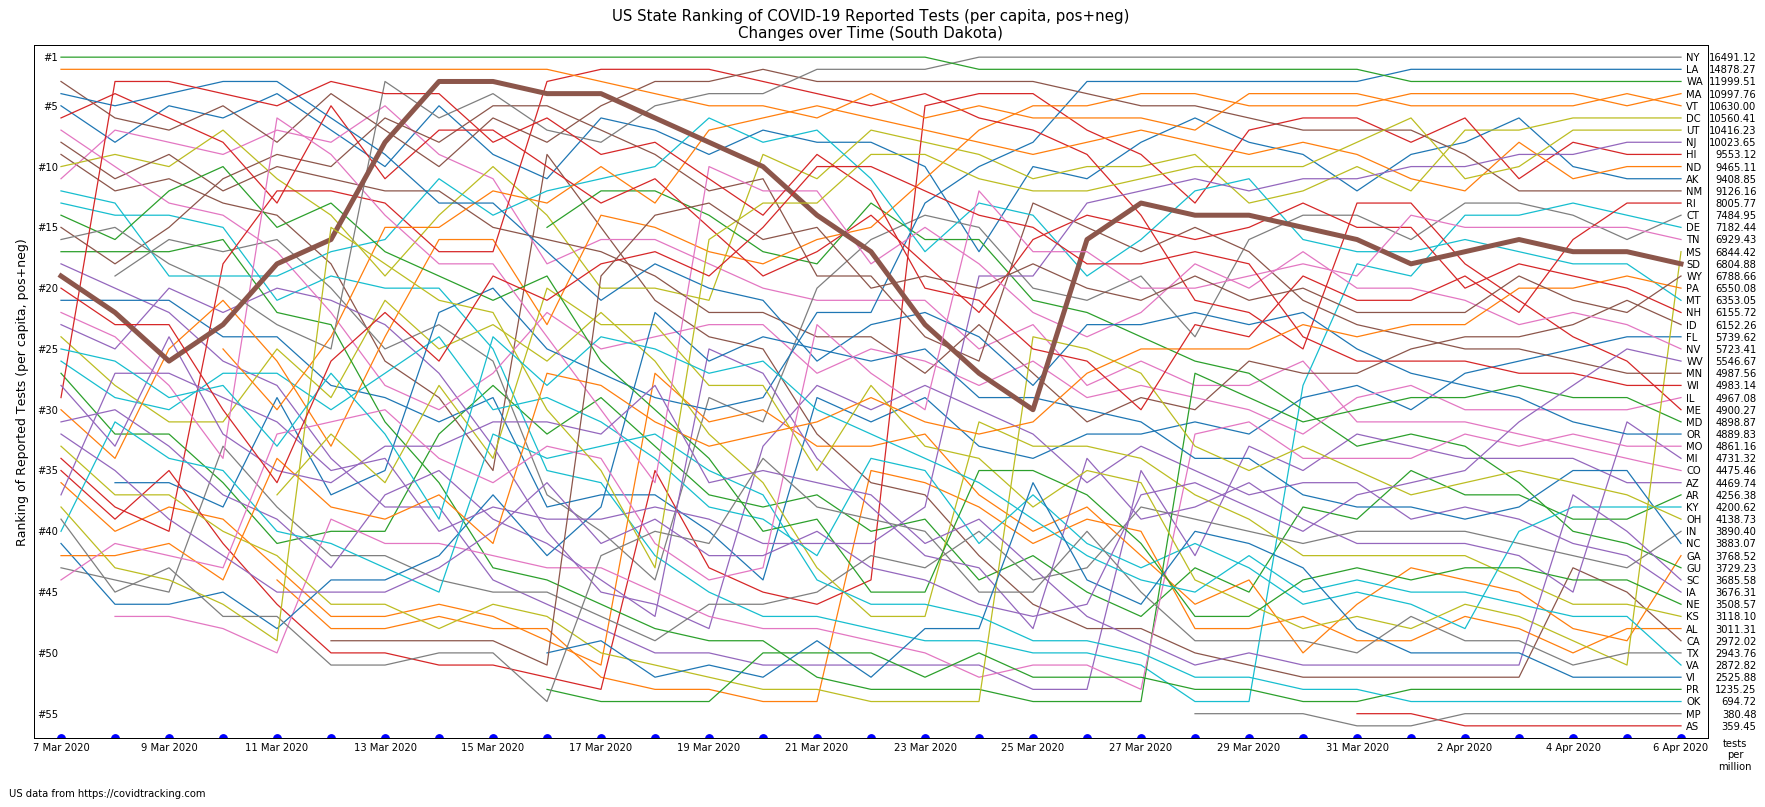 US State Ranking of COVID-19 Reported Tests (per capita, pos+neg)
Changes over Time (South Dakota)
Ranking of Reported Tests (per capita, pos+neg)
#1
#5
#10
#15
#20
#25
#30
#35
#40
#45
#50
#55
NY 16491.12
LA 14878.27
WA 11999.51
MA 10997.76
VT 10630.00
DC 10560.41
UT 10416.23
NJ 10023.65
HI 9553.12
ND 9465.11
AK 9408.85
NM 9126.16
RI 8005.77
CT 7484.95
DE 7182.44
TN 6929.43
MS 6844.42
SD 6804.88
WY 6788.66
PA 6550.08
MT 6353.05
NH 6155.72
ID 6152.26
FL 5739.62
NV 5723.41
WV 5546.67
MN 4987.56
WI 4983.14
IL 4967.08
ME 4900.27
MD 4898.87
OR 4889.83
MO 4861.16
MI 4731.32
CO 4475.46
AZ 4469.74
AR 4256.38
KY 4200.62
OH 4138.73
IN 3890.40
NC 3883.07
GA 3768.52
GU 3729.23
SC 3685.58
IA 3676.31
NE 3508.57
KS 3118.10
AL 3011.31
CA 2972.02
TX 2943.76
VA 2872.82
VI 2525.88
PR 1235.25
OK 694.72
MP 380.48
AS 359.45
7 Mar 2020
9 Mar 2020
11 Mar 2020
13 Mar 2020
15 Mar 2020
17 Mar 2020
19 Mar 2020
21 Mar 2020
23 Mar 2020
25 Mar 2020
27 Mar 2020
29 Mar 2020
31 Mar 2020
2 Apr 2020
4 Apr 2020
6 Apr 2020
tests
per
million
US data from https://covidtracking.com